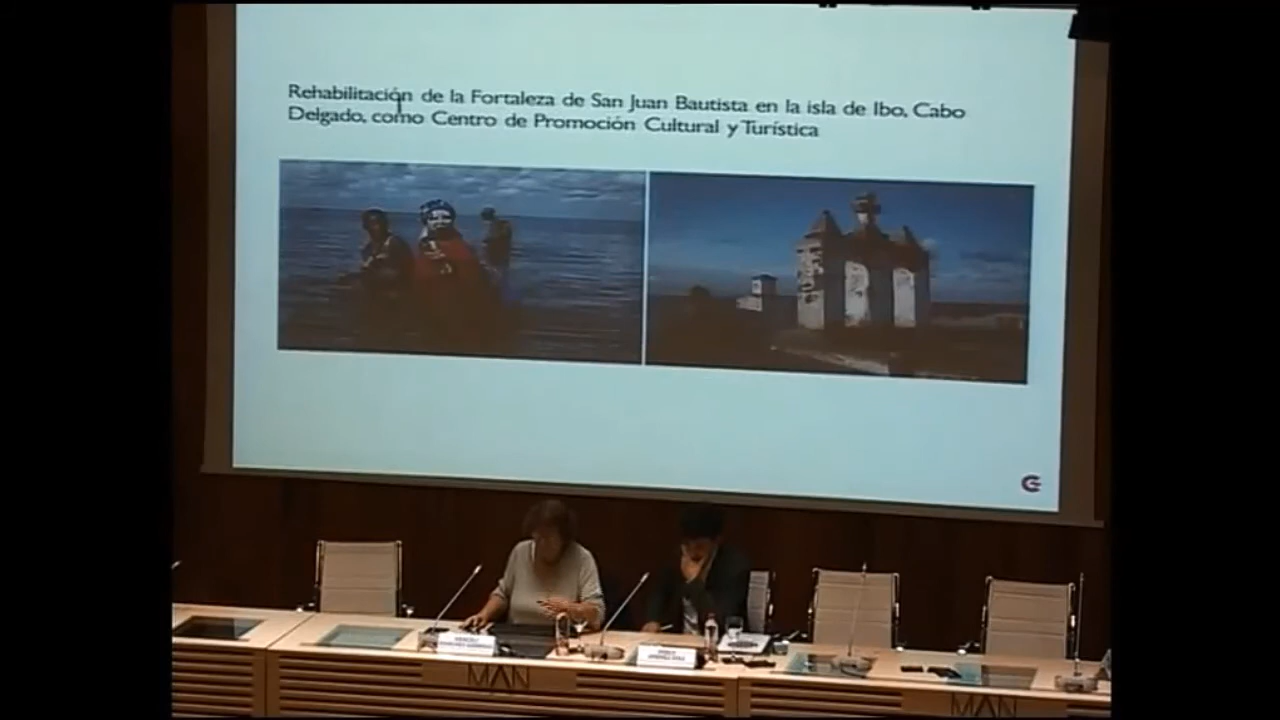 Rehabilitación de la Fortaleza de San Juan Bautista en la isla de Ibo, Cabo
Delgado, como Centro de Promoción Cultural y Turística
MAN
MAN